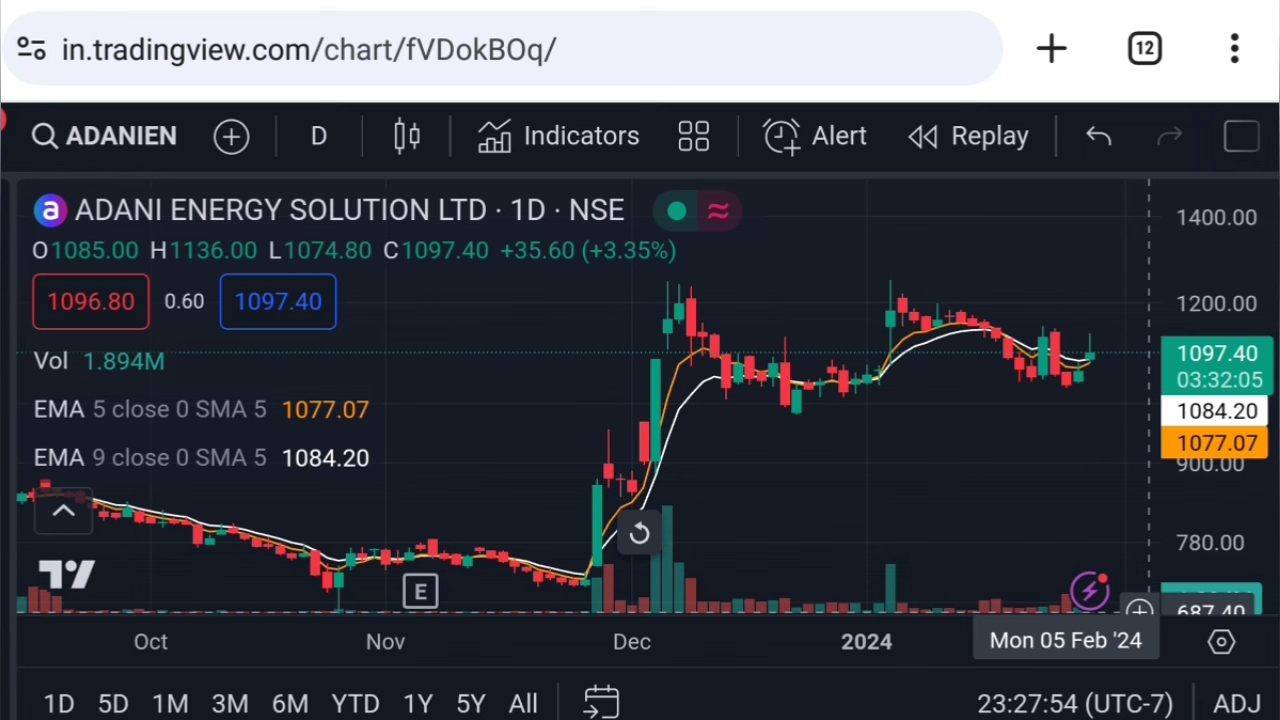 in.tradingview.com/chart/fVDokBOq/
12
ADANIEN
D
Indicators
Alert
Replay
a ADANI ENERGY SOLUTION LTD · 1D · NSE
O1085.00 H1136.00 L1074.80 C1097.40 +35.60 (+3.35%)
1096.80 0.60 1097.40
Vol 1.894M
EMA 5 close 0 SMA 5 1077.07
EMA 9 close 0 SMA 5 1084.20
1400.00
1200.00
1097.40
03:32:05
1084.20
1077.07
900.00
780.00
687.40
E
Oct Nov Dec 2024 Mon 05 Feb '24
1D 5D 1M 3M 6M YTD 1Y 5Y All 23:27:54 (UTC-7) ADJ